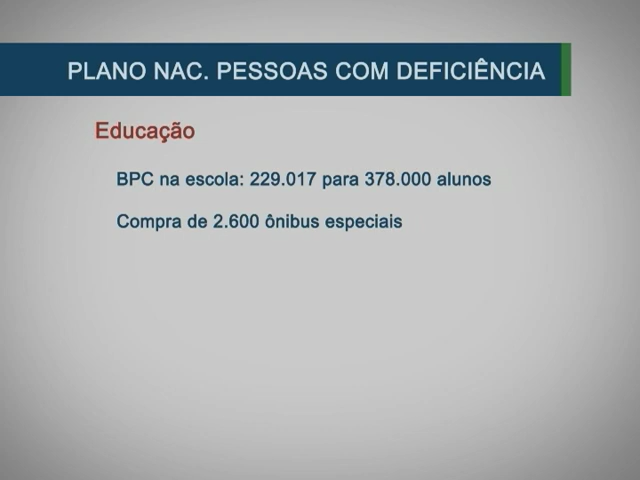 PLANO NAC. PESSOAS COM DEFICIÊNCIA
Educação
BPC na escola: 229.017 para 378.000 alunos
Compra de 2.600 ônibus especiais